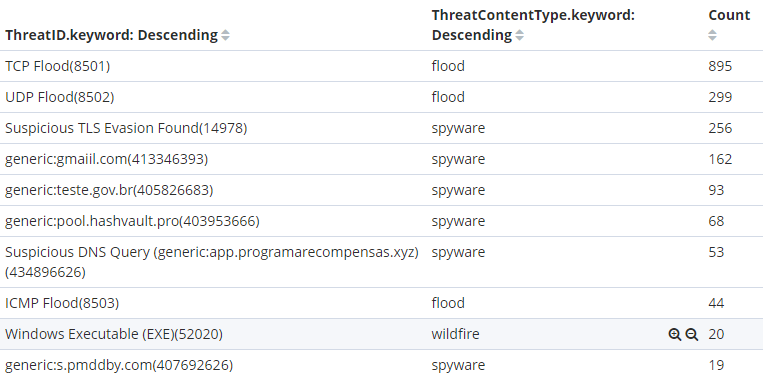 ThreatID.keyword: Descending
ThreatContentType.keyword: Descending
Count
TCP Flood(8501) flood 895
UDP Flood(8502) flood 299
Suspicious TLS Evasion Found(14978) spyware 256
generic:gmaiil.com(413346393) spyware 162
generic:teste.gov.br(405826683) spyware 93
generic:pool.hashvault.pro(403953666) spyware 68
Suspicious DNS Query (generic:app.programarecompensas.xyz) spyware 53
(434896626)
ICMP Flood(8503) flood 44
Windows Executable (EXE)(52020) wildfire 20
generic:s.pmddby.com(407692626) spyware 19